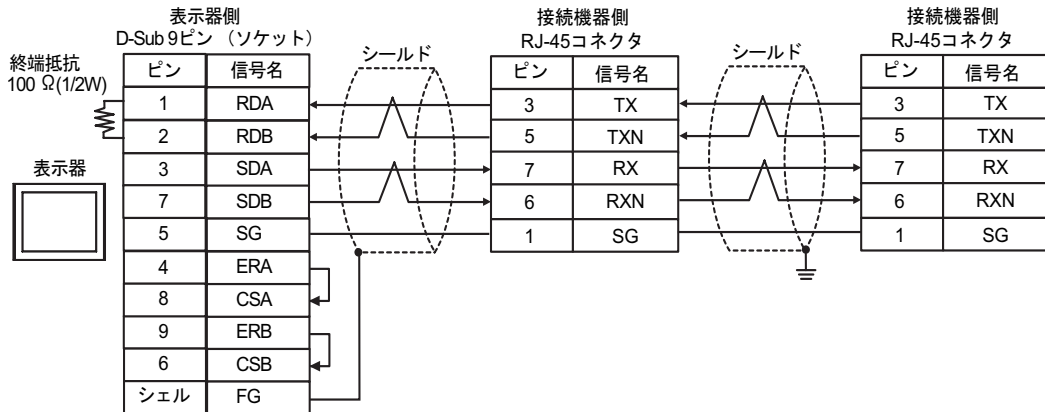 表示器側
D-Sub 9ピン （ソケット）
接続機器側
RJ-45コネクタ
接続機器側
RJ-45コネクタ
終端抵抗
100 Ω(1/2W)
シールド
シールド
表示器
ピン 信号名
1 RDA
2 RDB
3 SDA
7 SDB
5 SG
4 ERA
8 CSA
9 ERB
6 CSB
シェル FG
ピン 信号名
3 TX
5 TXN
7 RX
6 RXN
1 SG
ピン 信号名
3 TX
5 TXN
7 RX
6 RXN
1 SG